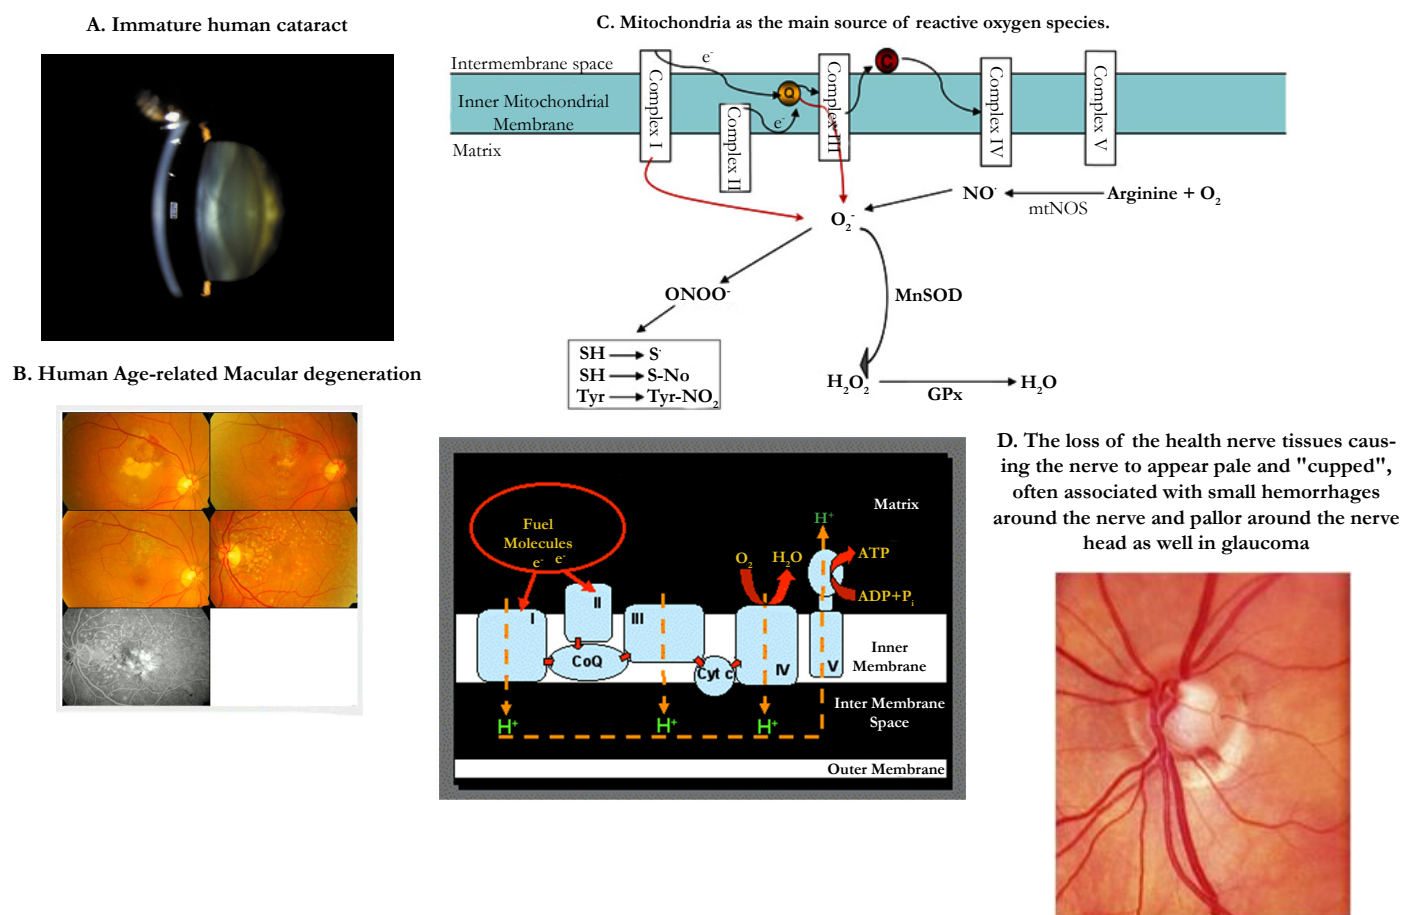 A. Immature human cataract
B. Human Age-related Macular degeneration
C. Mitochondria as the main source of reactive oxygen species.
Intermembrane space
Inner Mitochondrial
Membrane
Matrix
Complex I
e-
Complex II
e-
Q
Complex III
C
Complex IV
Complex V
O2-
NO·
mtNOS
Arginine + O2
ONOO-
MnSOD
SH S·
SH S-No
Tyr Tyr-NO2
H2O2
GPx
H2O
Fuel
Molecules
e- e-
Matrix
H+
O2 H2O
ATP
ADP+Pi
I
II
III
CoQ
Cyt c
IV
V
Inner
Membrane
H+
H+
H+
Inter Membrane
Space
Outer Membrane
D. The loss of the health nerve tissues caus-
ing the nerve to appear pale and "cupped",
often associated with small hemorrhages
around the nerve and pallor around the nerve
head as well in glaucoma